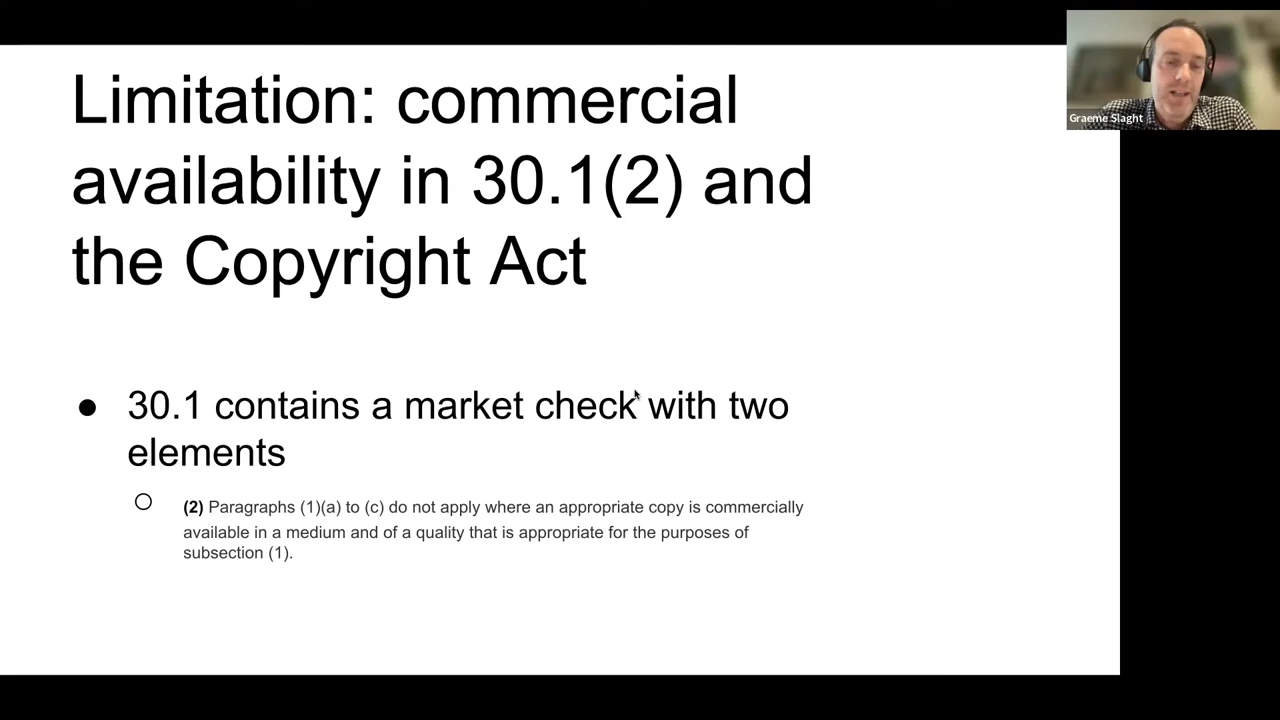 Limitation: commercial
availability in 30.1(2) and
the Copyright Act
● 30.1 contains a market check with two
elements
○ (2) Paragraphs (1)(a) to (c) do not apply where an appropriate copy is commercially
available in a medium and of a quality that is appropriate for the purposes of
subsection (1).
Graeme Slaght